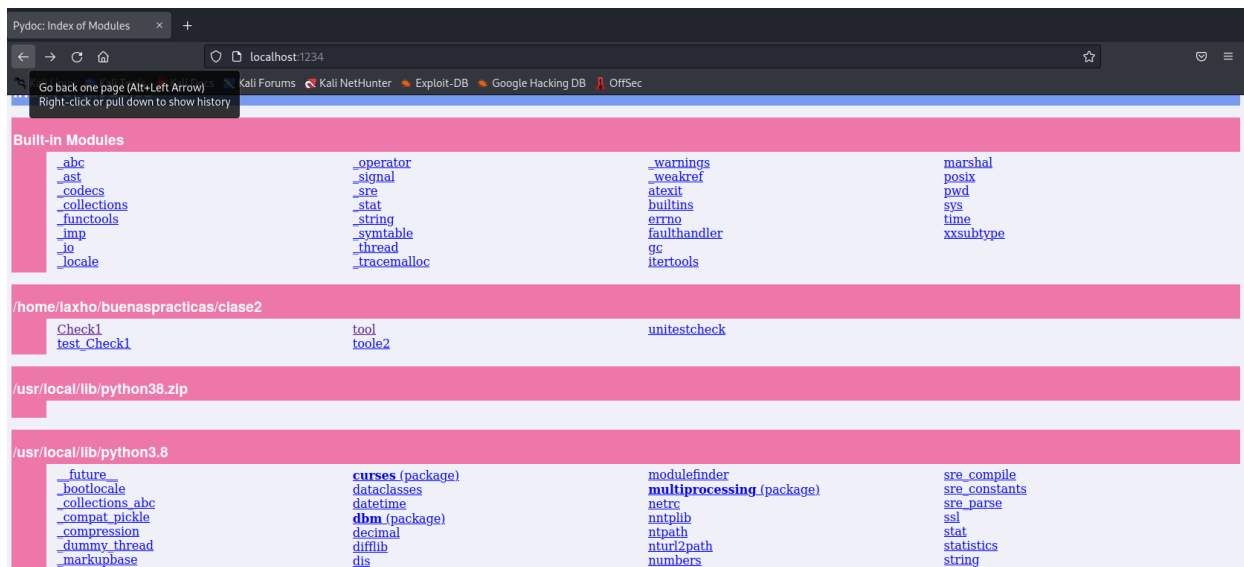 Pydoc: Index of Modules × +
localhost:1234
Kali Forums Kali NetHunter Exploit-DB Google Hacking DB OffSec
Go back one page (Alt+Left Arrow)
Right-click or pull down to show history
Built-in Modules
_abc _operator _warnings marshal
_ast _signal _weakref posix
_codecs _sre atexit pwd
_collections _stat builtins sys
_functools _string errno time
_imp _symtable faulthandler xxsubtype
_io _thread gc
_locale _tracemalloc itertools
/home/laxho/buenaspracticas/clase2
Check1 tool unitestcheck
test_Check1 toole2
/usr/local/lib/python38.zip
/usr/local/lib/python3.8
__future__ curses (package) modulefinder sre_compile
_bootlocale dataclasses multiprocessing (package) sre_constants
_collections_abc datetime netrc sre_parse
_compat_pickle dbm (package) nntplib ssl
_compression decimal ntpath stat
_dummy_thread difflib nturl2path statistics
_markupbase dis numbers string